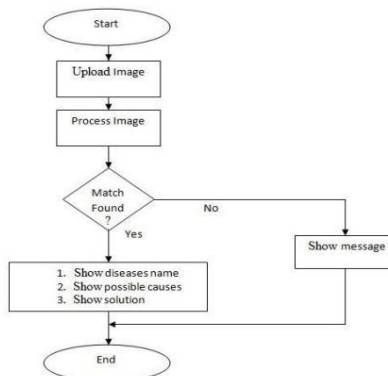 Start
Upload Image
Process Image
Match
Found
?
No
Yes
Show message
1. Show diseases name
2. Show possible causes
3. Show solution
End